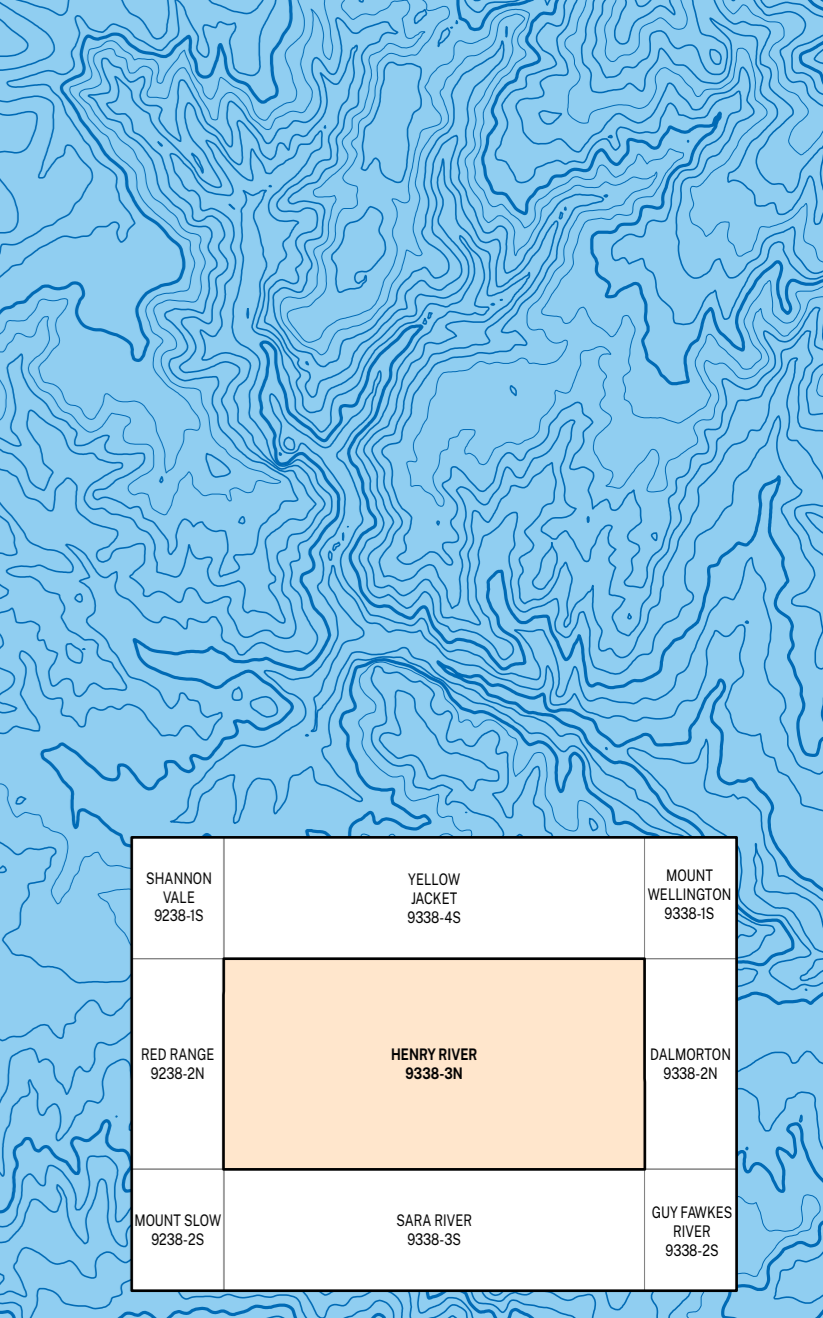 SHANNON
VALE
9238-1S
YELLOW
JACKET
9338-4S
MOUNT
WELLINGTON
9338-1S
RED RANGE
9238-2N
HENRY RIVER
9338-3N
DALMORTON
9338-2N
MOUNT SLOW
9238-2S
SARA RIVER
9338-3S
GUY FAWKES
RIVER
9338-2S